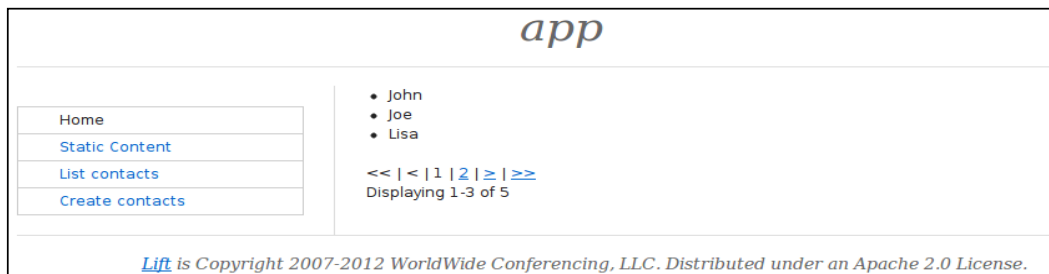 app
Home
Static Content
List contacts
Create contacts
John
Joe
Lisa
<< | < | 1 | 2 | > | >>
Displaying 1-3 of 5
Lift is Copyright 2007-2012 WorldWide Conferencing, LLC. Distributed under an Apache 2.0 License.